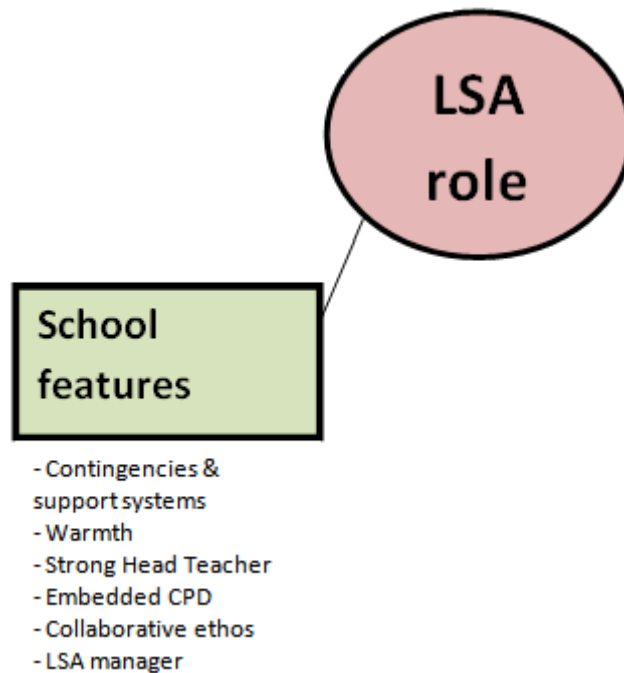 LSA
role
School
features
- Contingencies &
support systems
- Warmth
- Strong Head Teacher
- Embedded CPD
- Collaborative ethos
- LSA manager